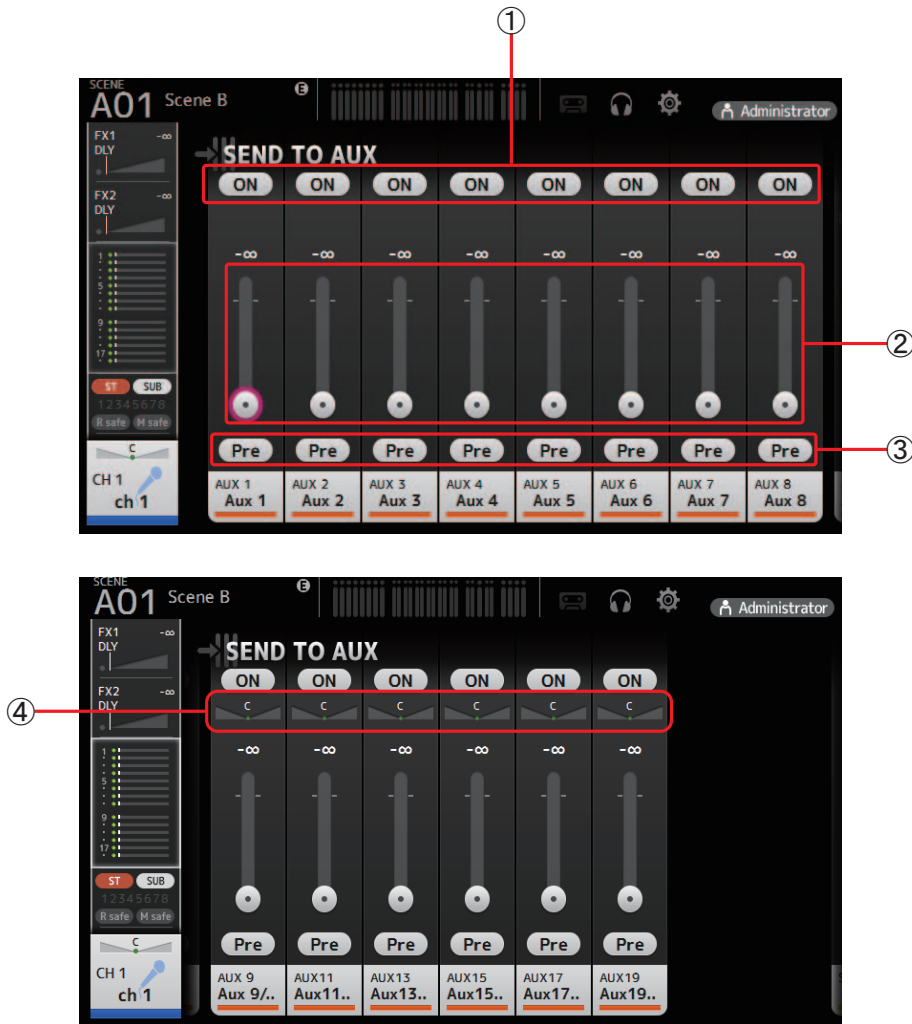 ①
SCENE
A01 Scene B E Administrator
FX1 -∞
DLY
SEND TO AUX
ON ON ON ON ON ON ON ON
FX2 -∞
DLY
-∞ -∞ -∞ -∞ -∞ -∞ -∞ -∞
1
5
9
17
②
ST SUB
12345678
R safe M safe
Pre Pre Pre Pre Pre Pre Pre Pre
③
C
CH 1
ch 1
AUX 1 AUX 2 AUX 3 AUX 4 AUX 5 AUX 6 AUX 7 AUX 8
Aux 1 Aux 2 Aux 3 Aux 4 Aux 5 Aux 6 Aux 7 Aux 8
SCENE
A01 Scene B E Administrator
FX1 -∞
DLY
SEND TO AUX
ON ON ON ON ON ON
FX2 -∞
DLY
④
C C C C C C
-∞ -∞ -∞ -∞ -∞ -∞
1
5
9
17
ST SUB
12345678
R safe M safe
Pre Pre Pre Pre Pre Pre
C
CH 1
ch 1
AUX 9 AUX11 AUX13 AUX15 AUX17 AUX19
Aux 9/.. Aux11.. Aux13.. Aux15.. Aux17.. Aux19..